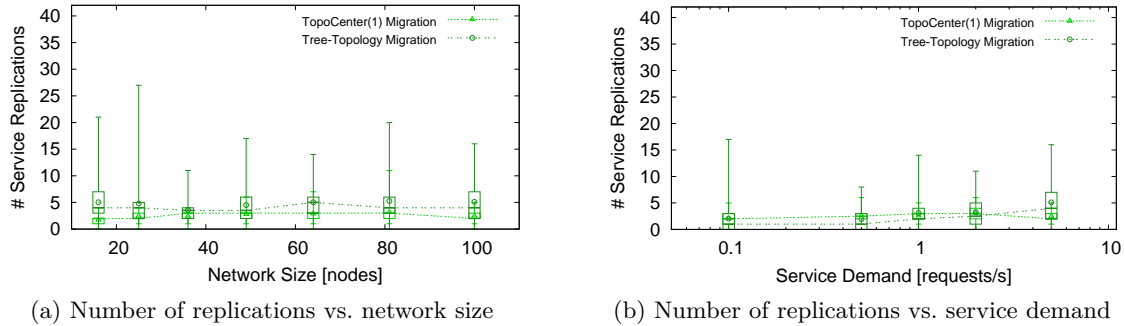 40
35
30
25
20
15
10
5
0
# Service Replications
TopoCenter(1) Migration
Tree-Topology Migration
20 40 60 80 100
Network Size [nodes]
(a) Number of replications vs. network size
40
35
30
25
20
15
10
5
0
# Service Replications
TopoCenter(1) Migration
Tree-Topology Migration
0.1 1 10
Service Demand [requests/s]
(b) Number of replications vs. service demand